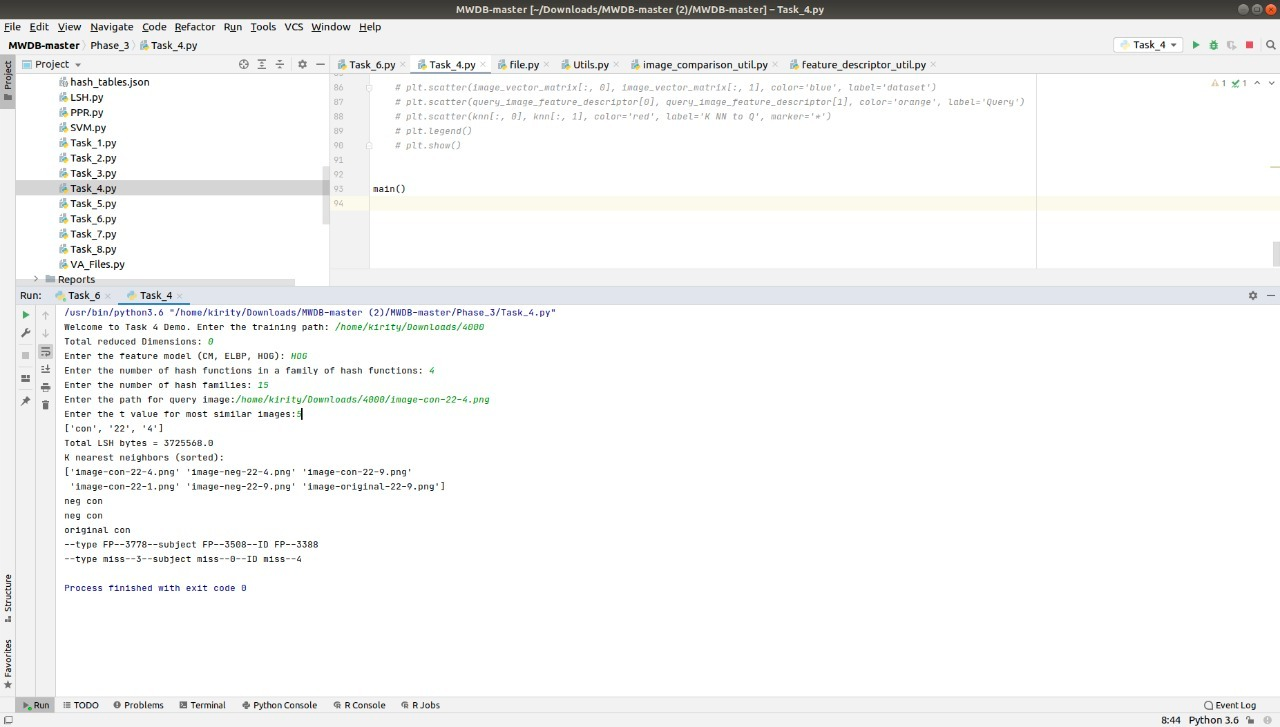 MWDB-master [~/Downloads/MWDB-master (2)/MWDB-master] – Task_4.py
File Edit View Navigate Code Refactor Run Tools VCS Window Help
MWDB-master Phase_3 Task_4.py
Task_4
Project
Project
Task_6.py Task_4.py file.py Utils.py image_comparison_util.py feature_descriptor_util.py
hash_tables.json
LSH.py
PPR.py
SVM.py
Task_1.py
Task_2.py
Task_3.py
Task_4.py
Task_5.py
Task_6.py
Task_7.py
Task_8.py
VA_Files.py
Reports
1 1
86 # plt.scatter(image_vector_matrix[:, 0], image_vector_matrix[:, 1], color='blue', label='dataset')
87 # plt.scatter(query_image_feature_descriptor[0], query_image_feature_descriptor[1], color='orange', label='Query')
88 # plt.scatter(knn[:, 0], knn[:, 1], color='red', label='K NN to Q', marker='*')
89 # plt.legend()
90 # plt.show()
91
92
93 main()
94
Run: Task_6 Task_4
/usr/bin/python3.6 "/home/kirity/Downloads/MWDB-master (2)/MWDB-master/Phase_3/Task_4.py"
Welcome to Task 4 Demo. Enter the training path: /home/kirity/Downloads/4000
Total reduced Dimensions: 0
Enter the feature model (CM, ELBP, HOG): HOG
Enter the number of hash functions in a family of hash functions: 4
Enter the number of hash families: 15
Enter the path for query image:/home/kirity/Downloads/4000/image-con-22-4.png
Enter the t value for most similar images:5
['con', '22', '4']
Total LSH bytes = 3725568.0
K nearest neighbors (sorted):
['image-con-22-4.png' 'image-neg-22-4.png' 'image-con-22-9.png'
'image-con-22-1.png' 'image-neg-22-9.png' 'image-original-22-9.png']
neg con
neg con
original con
--type FP--3778--subject FP--3508--ID FP--3388
--type miss--3--subject miss--0--ID miss--4
Process finished with exit code 0
Structure
Favorites
Run TODO Problems Terminal Python Console R Console R Jobs Event Log
8:44 Python 3.6